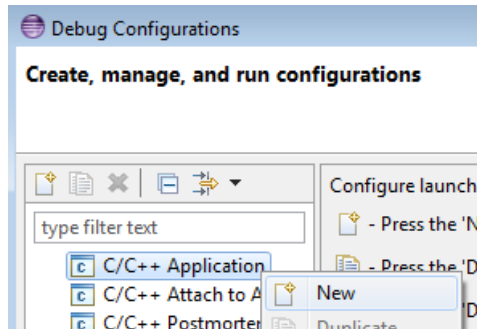 Debug Configurations
Create, manage, and run configurations
Configure launch
type filter text
- Press the 'N
C/C++ Application
- Press the 'D
C/C++ Attach to A
New
'D
C/C++ Postmorter
Duplicate